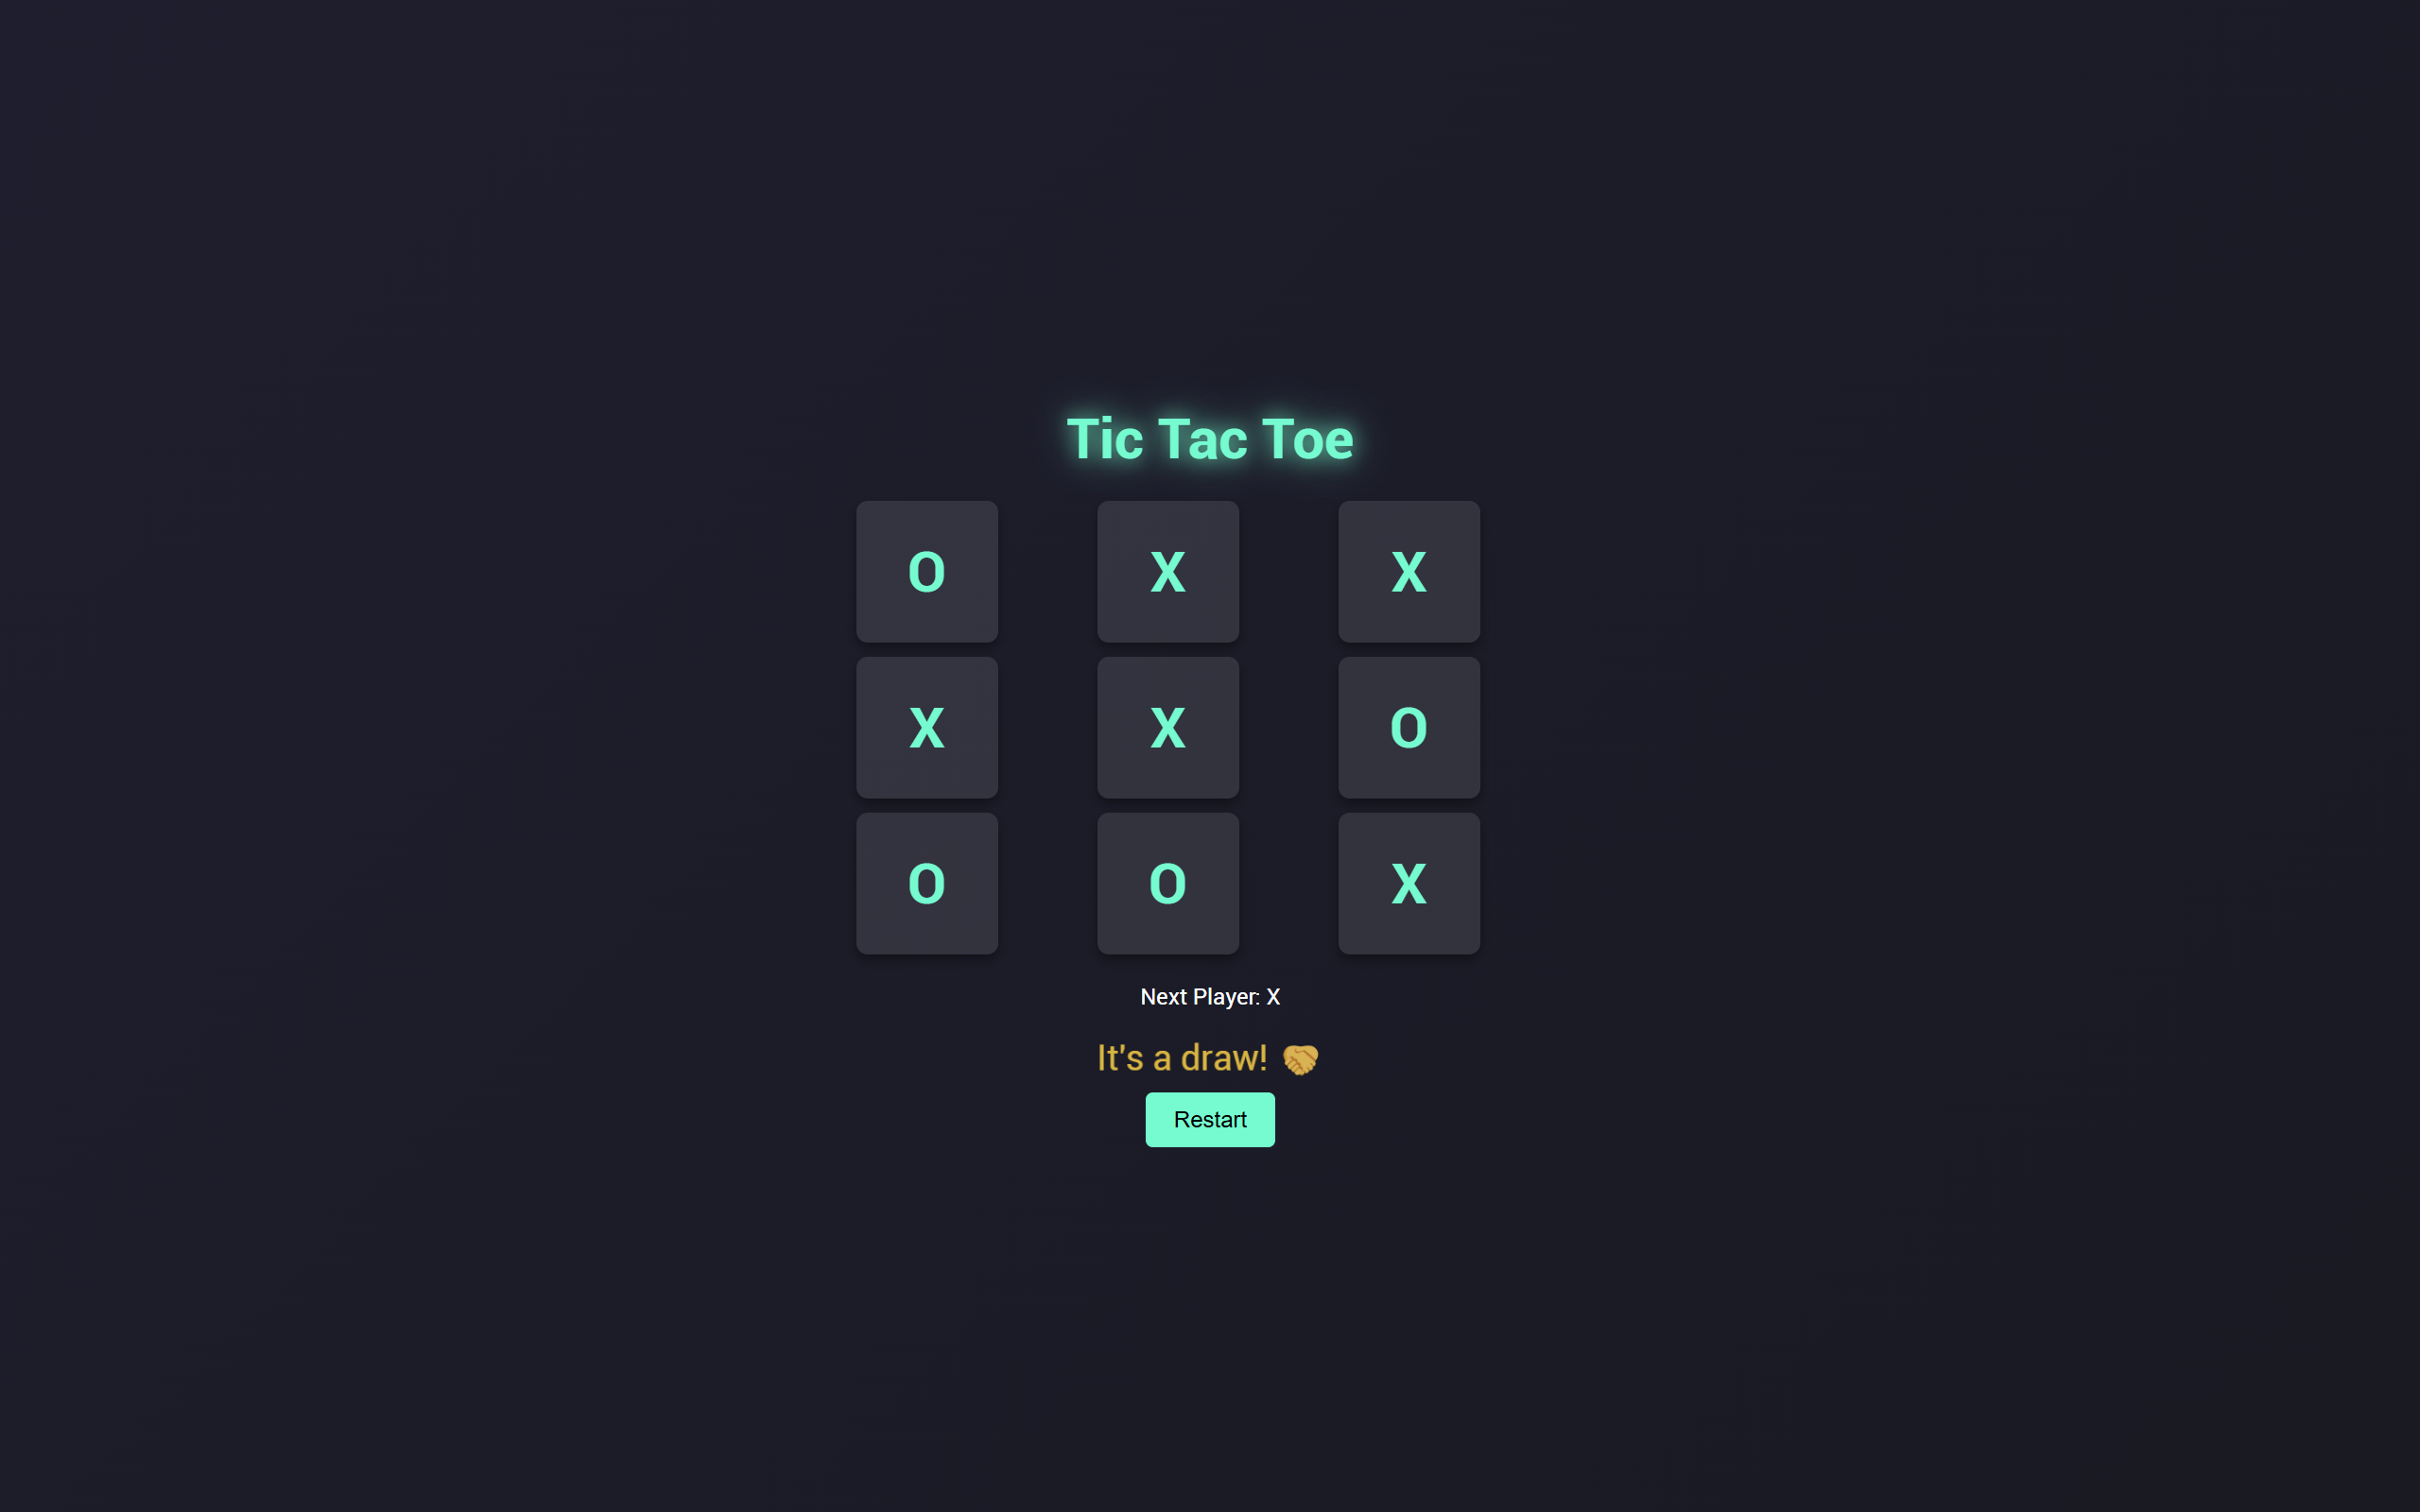 Tic Tac Toe
O X X
X X O
O O X
Next Player: X
It's a draw! 🤝
Restart